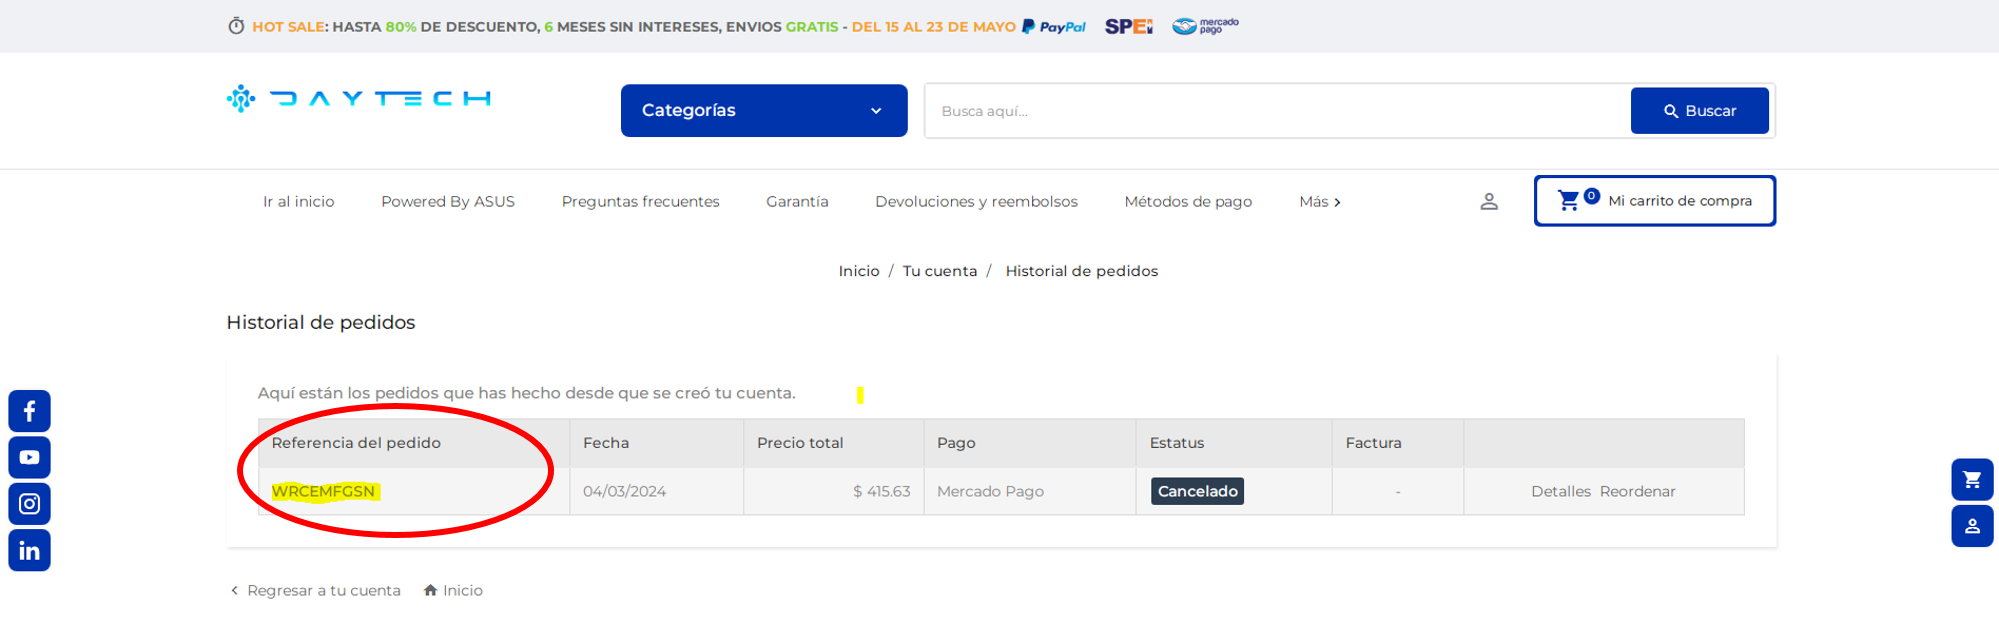 HOT SALE: HASTA 80% DE DESCUENTO, 6 MESES SIN INTERESES, ENVIOS GRATIS - DEL 15 AL 23 DE MAYO PayPal SPEI mercado pago
DAYTECH
Categorías
Busca aquí...
Buscar
Ir al inicio Powered By ASUS Preguntas frecuentes Garantía Devoluciones y reembolsos Métodos de pago Más
0 Mi carrito de compra
Inicio / Tu cuenta / Historial de pedidos
Historial de pedidos
Aquí están los pedidos que has hecho desde que se creó tu cuenta.
Referencia del pedido Fecha Precio total Pago Estatus Factura
WRCEMFGSN 04/03/2024 $ 415.63 Mercado Pago Cancelado - Detalles Reordenar
Regresar a tu cuenta Inicio